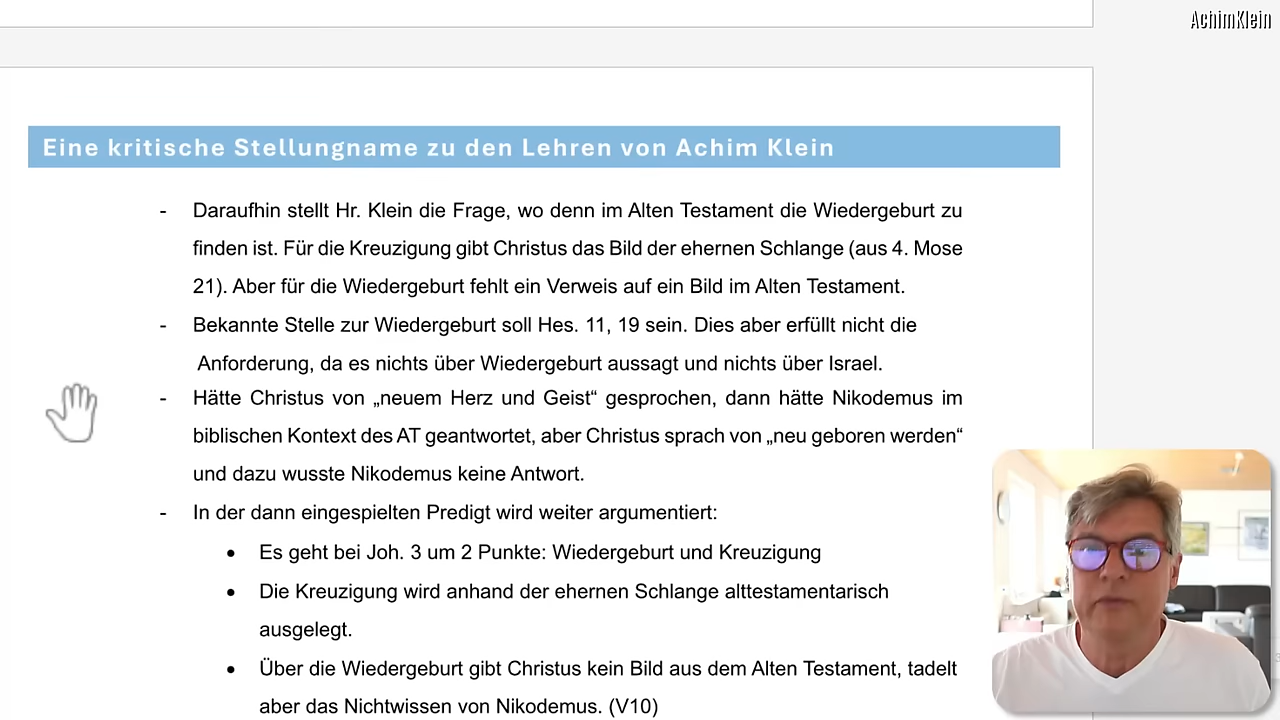 AchimKlein
Eine kritische Stellungname zu den Lehren von Achim Klein
- Daraufhin stellt Hr. Klein die Frage, wo denn im Alten Testament die Wiedergeburt zu
finden ist. Für die Kreuzigung gibt Christus das Bild der ehernen Schlange (aus 4. Mose
21). Aber für die Wiedergeburt fehlt ein Verweis auf ein Bild im Alten Testament.
- Bekannte Stelle zur Wiedergeburt soll Hes. 11, 19 sein. Dies aber erfüllt nicht die
Anforderung, da es nichts über Wiedergeburt aussagt und nichts über Israel.
- Hätte Christus von „neuem Herz und Geist“ gesprochen, dann hätte Nikodemus im
biblischen Kontext des AT geantwortet, aber Christus sprach von „neu geboren werden“
und dazu wusste Nikodemus keine Antwort.
- In der dann eingespielten Predigt wird weiter argumentiert:
• Es geht bei Joh. 3 um 2 Punkte: Wiedergeburt und Kreuzigung
• Die Kreuzigung wird anhand der ehernen Schlange alttestamentarisch
ausgelegt.
• Über die Wiedergeburt gibt Christus kein Bild aus dem Alten Testament, tadelt
aber das Nichtwissen von Nikodemus. (V10)